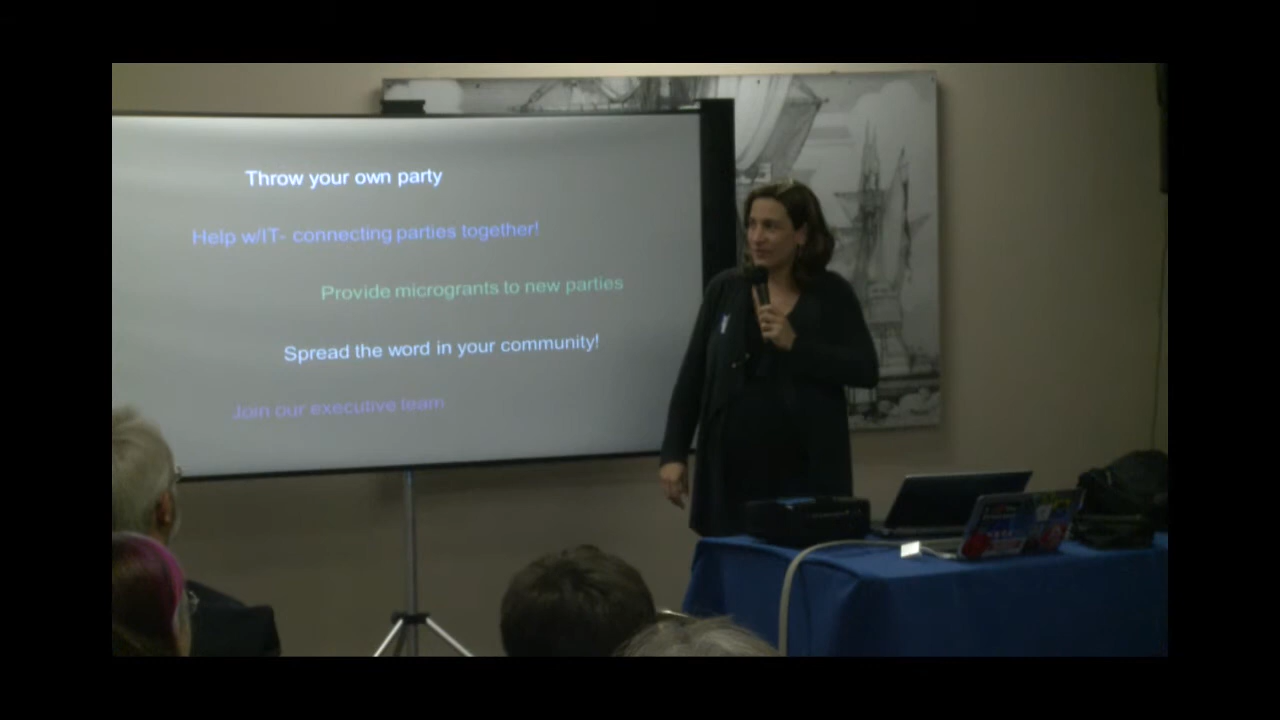 Throw your own party
Help w/IT- connecting parties together!
Provide microgrants to new parties
Spread the word in your community!
Join our executive team